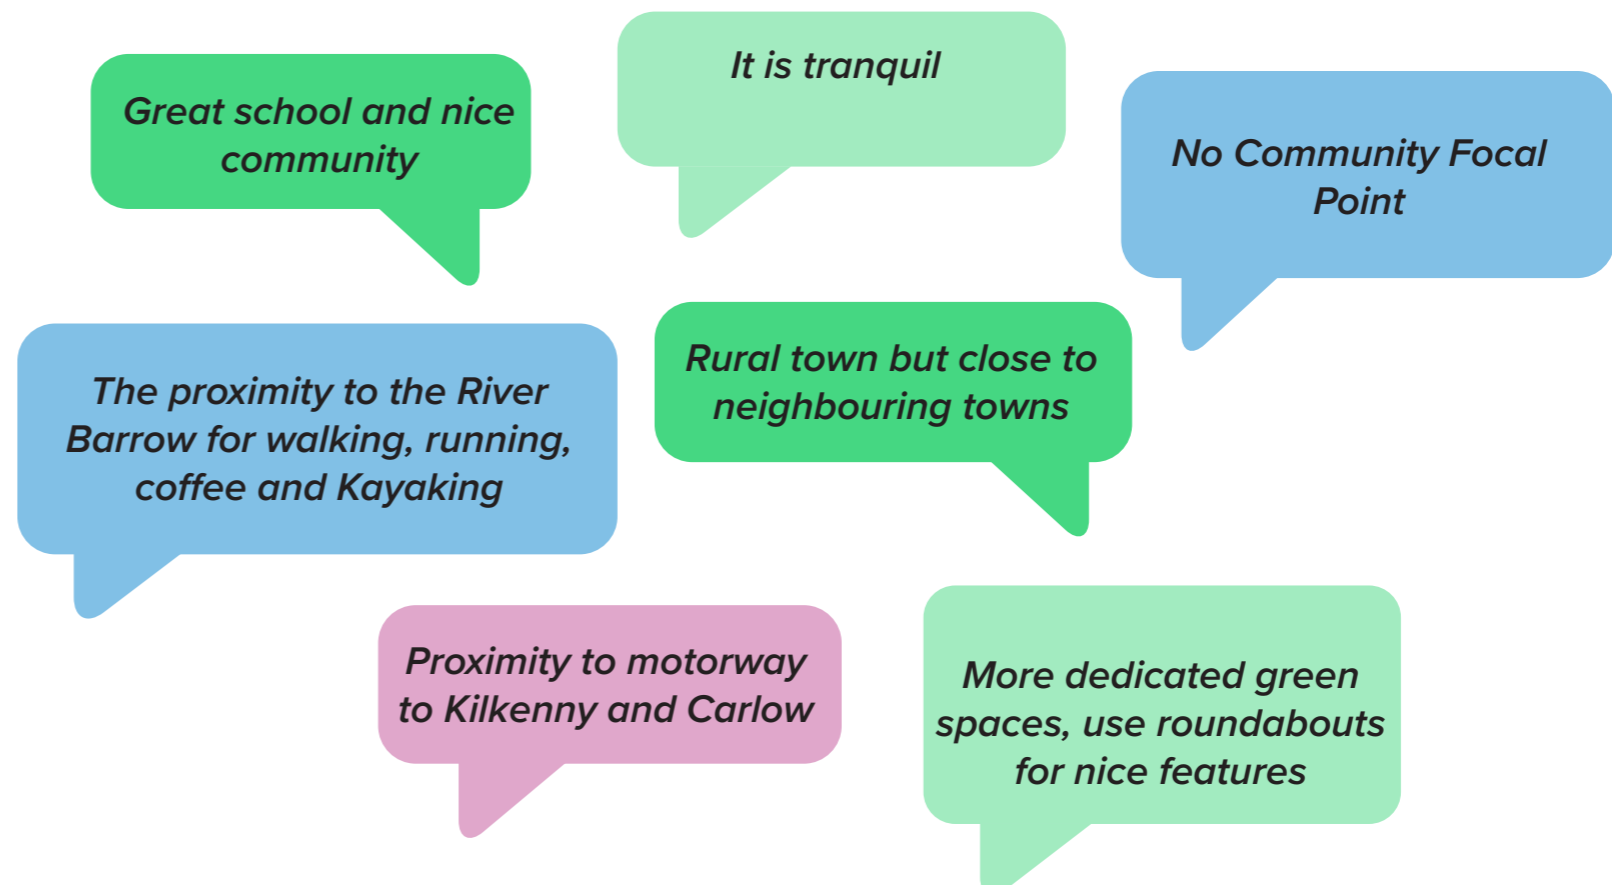 It is tranquil
Great school and nice
community
No Community Focal
Point
The proximity to the River
Barrow for walking, running,
coffee and Kayaking
Rural town but close to
neighbouring towns
Proximity to motorway
to Kilkenny and Carlow
More dedicated green
spaces, use roundabouts
for nice features